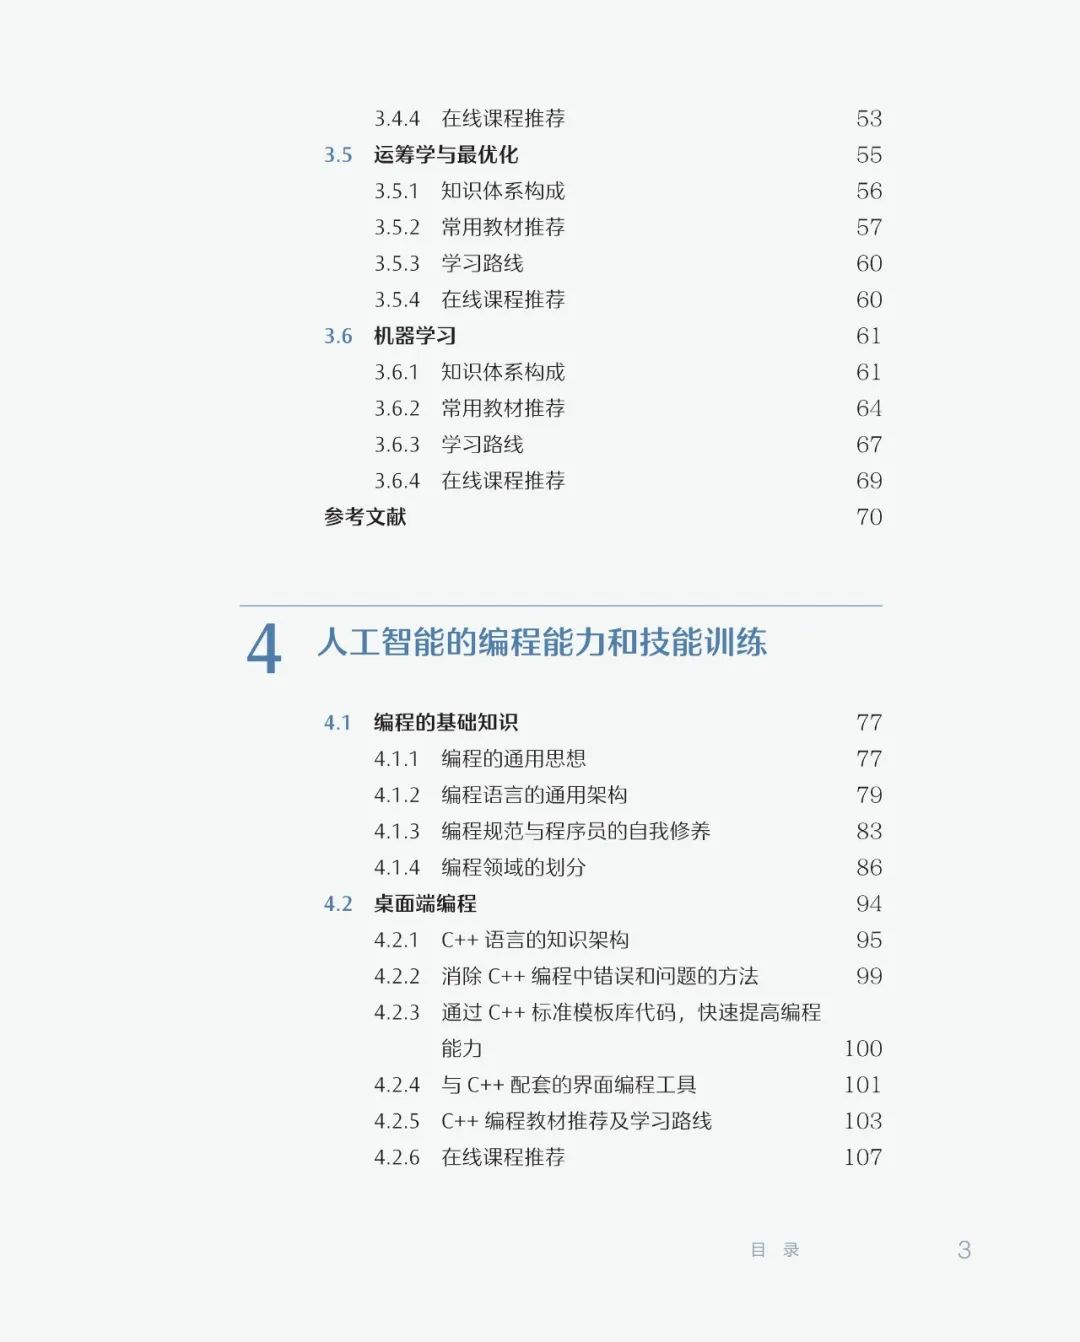 3.4.4 在线课程推荐 53
3.5 运筹学与最优化 55
3.5.1 知识体系构成 56
3.5.2 常用教材推荐 57
3.5.3 学习路线 60
3.5.4 在线课程推荐 60
3.6 机器学习 61
3.6.1 知识体系构成 61
3.6.2 常用教材推荐 64
3.6.3 学习路线 67
3.6.4 在线课程推荐 69
参考文献 70
4 人工智能的编程能力和技能训练
4.1 编程的基础知识 77
4.1.1 编程的通用思想 77
4.1.2 编程语言的通用架构 79
4.1.3 编程规范与程序员的自我修养 83
4.1.4 编程领域的划分 86
4.2 桌面端编程 94
4.2.1 C++ 语言的知识架构 95
4.2.2 消除 C++ 编程中错误和问题的方法 99
4.2.3 通过 C++ 标准模板库代码，快速提高编程
能力 100
4.2.4 与 C++ 配套的界面编程工具 101
4.2.5 C++ 编程教材推荐及学习路线 103
4.2.6 在线课程推荐 107
目 录 3